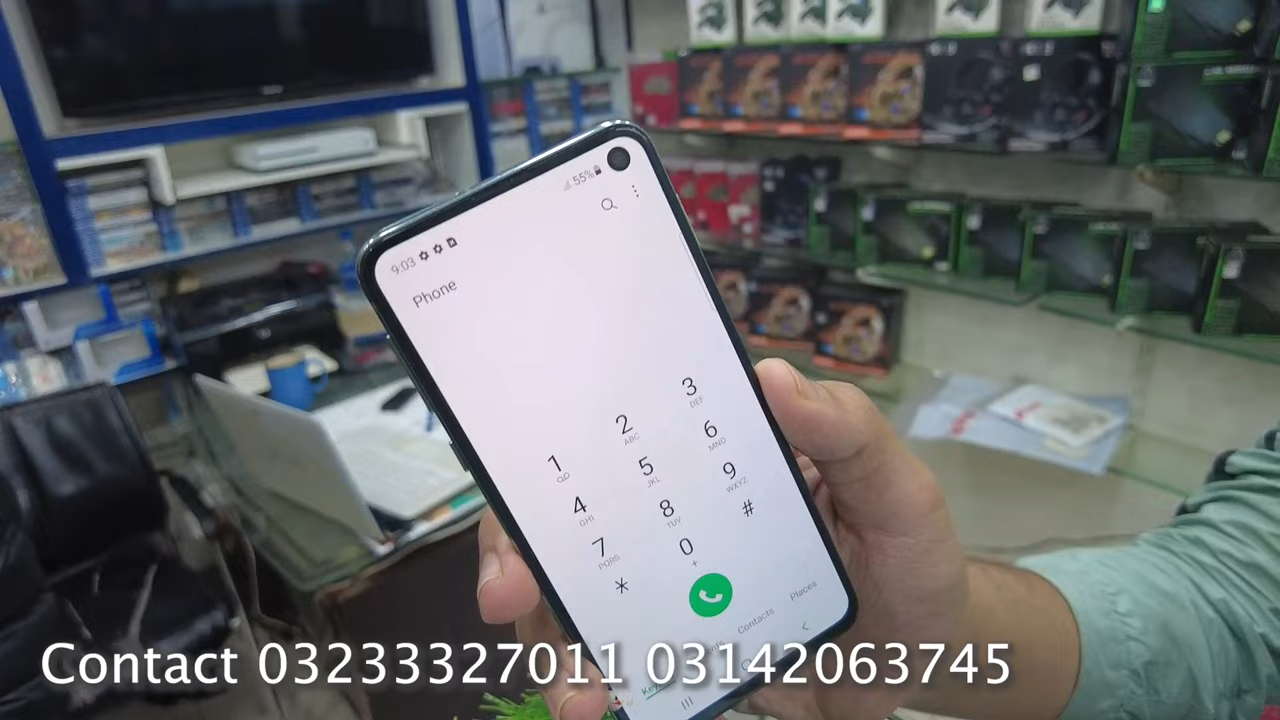 55%
9:03
Phone
3
DEF
2
ABC
6
MNO
1
5
JKL
9
WXYZ
4
GHI
8
TUV
#
7
PQRS
0
+
*
Places
Contacts
Contact 03233327011 03142063745